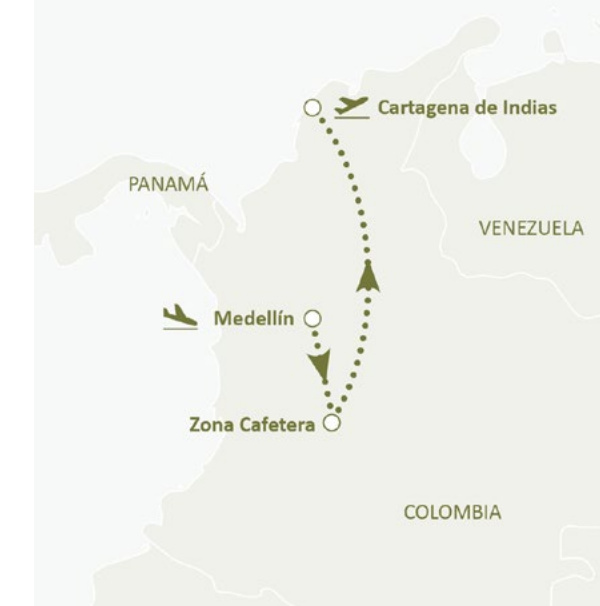 Cartagena de Indias
PANAMÁ
VENEZUELA
Medellín
Zona Cafetera
COLOMBIA